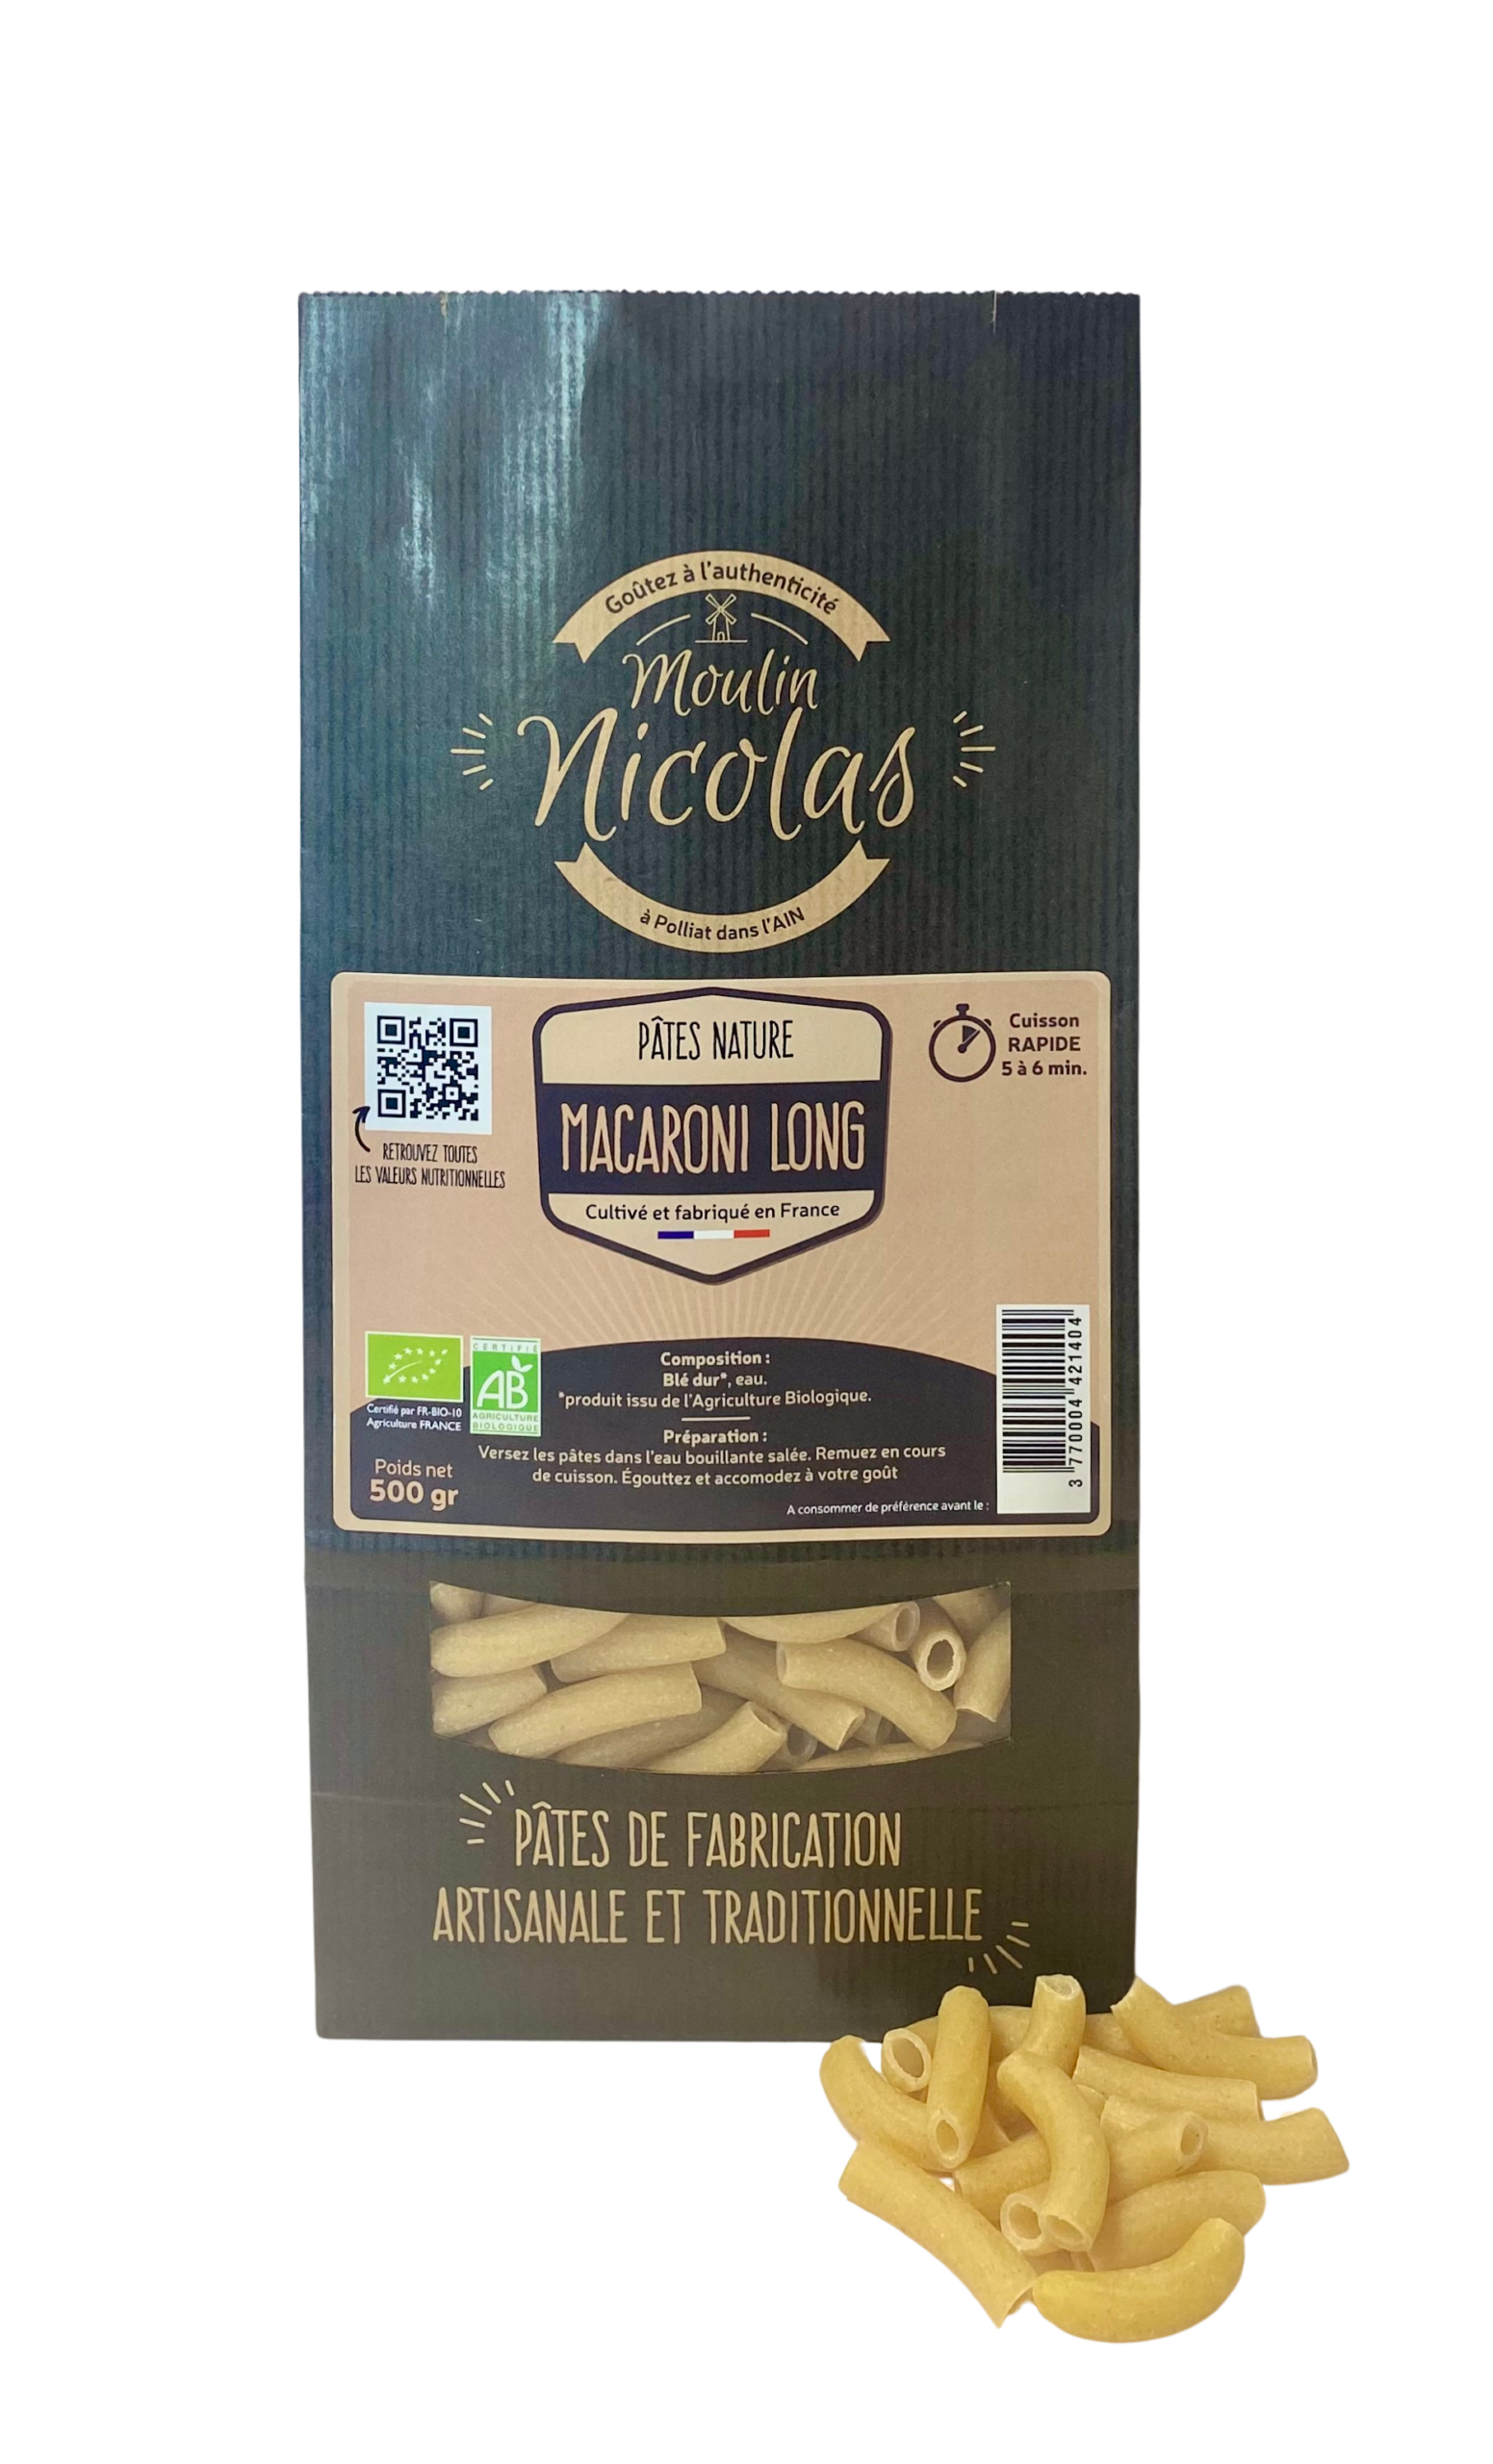 Goûtez à l'authenticité
Moulin
Nicolas
à Polliat dans l'AIN
RETROUVEZ TOUTES
LES VALEURS NUTRITIONNELLES
PÂTES NATURE
MACARONI LONG
Cultivé et fabriqué en France
Cuisson
RAPIDE
5 à 6 min.
Certifié par FR-BIO-10
Agriculture FRANCE
CERTIFIÉ
AB
AGRICULTURE
BIOLOGIQUE
Poids net
500 gr
Composition :
Blé dur*, eau.
*produit issu de l'Agriculture Biologique.
Préparation :
Versez les pâtes dans l'eau bouillante salée. Remuez en cours
de cuisson. Égouttez et accomodez à votre goût
A consommer de préférence avant le :
3 770004 421404
PÂTES DE FABRICATION
ARTISANALE ET TRADITIONNELLE